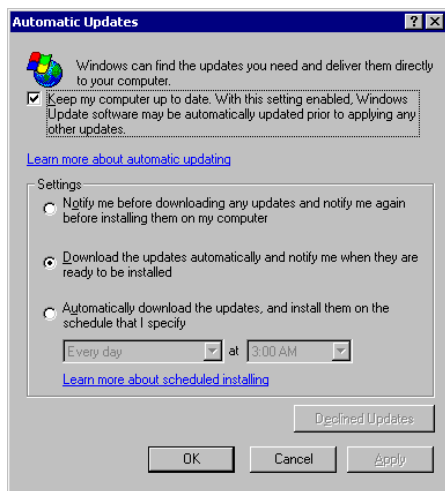 Automatic Updates
Windows can find the updates you need and deliver them directly
to your computer.
Keep my computer up to date. With this setting enabled, Windows
Update software may be automatically updated prior to applying any
other updates.
Learn more about automatic updating
Settings
Notify me before downloading any updates and notify me again
before installing them on my computer
Download the updates automatically and notify me when they are
ready to be installed
Automatically download the updates, and install them on the
schedule that I specify
Every day at 3:00 AM
Learn more about scheduled installing
Declined Updates
OK Cancel Apply